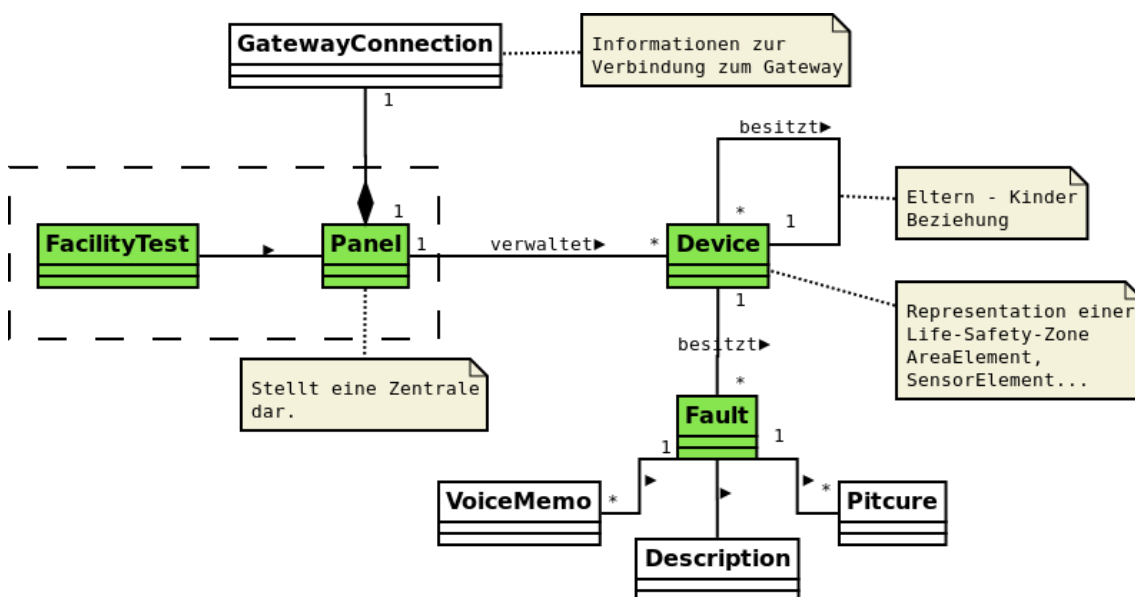 GatewayConnection
Informationen zur
Verbindung zum Gateway
1
besitzt▶
Eltern - Kinder
Beziehung
*
1
1
FacilityTest
▶
Panel
1
verwaltet▶
*
Device
1
Representation einer
Life-Safety-Zone
AreaElement,
SensorElement...
besitzt▶
Stellt eine Zentrale
dar.
*
Fault
1
1
VoiceMemo
*
▶
▶
▶
*
Pitcure
Description